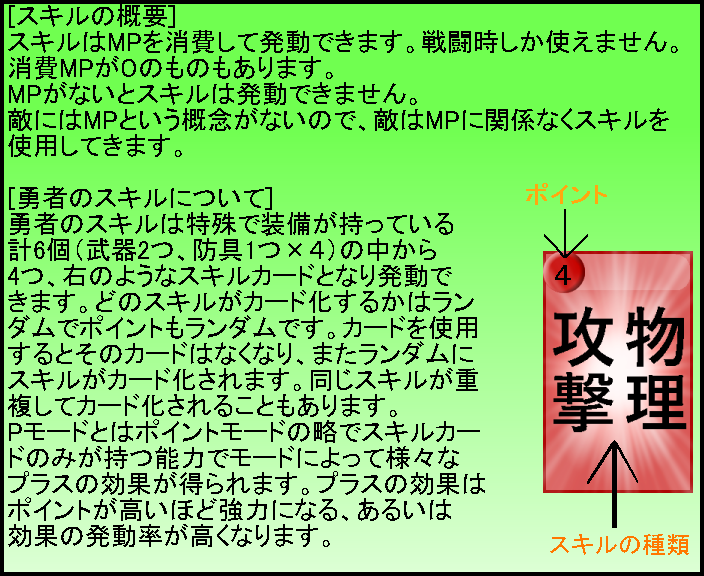 [スキルの概要]
スキルはMPを消費して発動できます。戦闘時しか使えません。
消費MPが0のものもあります。
MPがないとスキルは発動できません。
敵にはMPという概念がないので、敵はMPに関係なくスキルを
使用してきます。
[勇者のスキルについて]
勇者のスキルは特殊で装備が持っている
計6個(武器2つ、防具1つ×4)の中から
4つ、右のようなスキルカードとなり発動で
きます。どのスキルがカード化するかはラン
ダムでポイントもランダムです。カードを使用
するとそのカードはなくなり、またランダムに
スキルがカード化されます。同じスキルが重
複してカード化されることもあります。
Pモードとはポイントモードの略でスキルカー
ドのみが持つ能力でモードによって様々な
プラスの効果が得られます。プラスの効果は
ポイントが高いほど強力になる、あるいは
効果の発動率が高くなります。
ポイント
4
物理
攻撃
スキルの種類